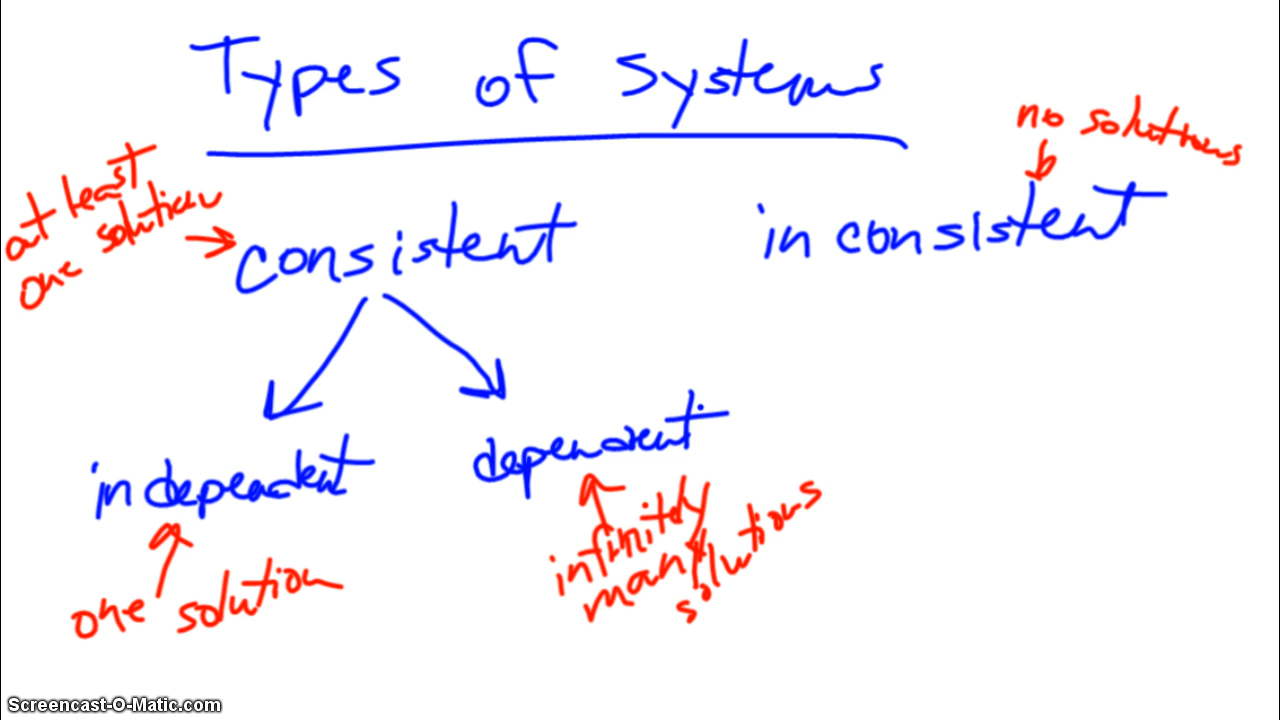 Types of Systems
no solutions
at least
one solution
consistent
inconsistent
independent
dependent
one solution
infinitely
many
solutions
Screencast-O-Matic.com